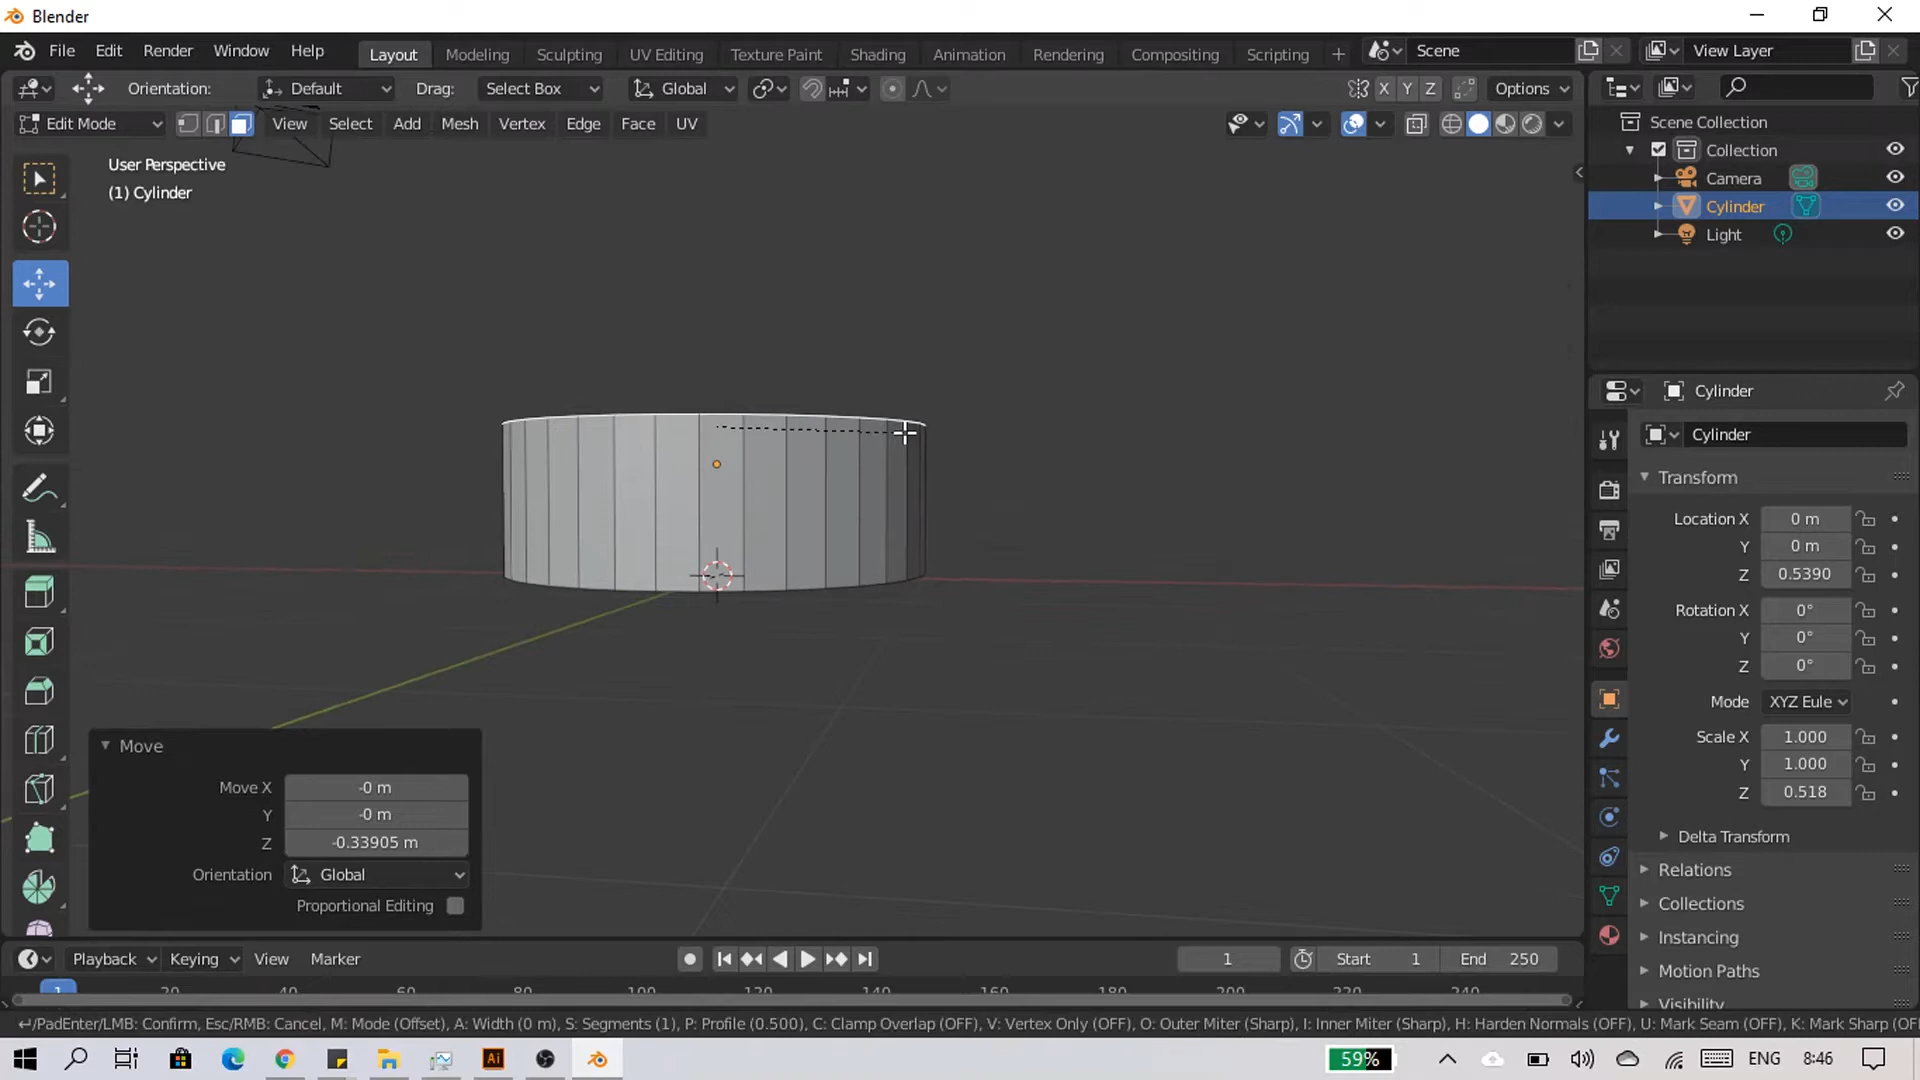 Blender
File Edit Render Window Help Layout Modeling Sculpting UV Editing Texture Paint Shading Animation Rendering Compositing Scripting + Scene View Layer
Orientation: Default Drag: Select Box Global X Y Z Options
Edit Mode View Select Add Mesh Vertex Edge Face UV
User Perspective
(1) Cylinder
Scene Collection
Collection
Camera
Cylinder
Light
Cylinder
Cylinder
Transform
Location X 0 m
Y 0 m
Z 0.5390
Rotation X 0°
Y 0°
Z 0°
Mode XYZ Eule
Scale X 1.000
Y 1.000
Z 0.518
Delta Transform
Relations
Collections
Instancing
Motion Paths
Visibility
Move
Move X -0 m
Y -0 m
Z -0.33905 m
Orientation Global
Proportional Editing
Playback Keying View Marker 1 Start 1 End 250
1 20 40 60 80 100 120 140 160 180 200 220 240
/PadEnter/LMB: Confirm, Esc/RMB: Cancel, M: Mode (Offset), A: Width (0 m), S: Segments (1), P: Profile (0.500), C: Clamp Overlap (OFF), V: Vertex Only (OFF), O: Outer Miter (Sharp), I: Inner Miter (Sharp), H: Harden Normals (OFF), U: Mark Seam (OFF), K: Mark Sharp (OF
Ai 59% ENG 8:46